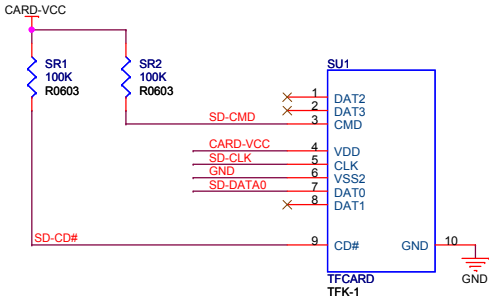 CARD-VCC
SR1
100K
R0603
SR2
100K
R0603
SU1
1 DAT2
2 DAT3
SD-CMD 3 CMD
CARD-VCC 4 VDD
SD-CLK 5 CLK
GND 6 VSS2
SD-DATA0 7 DAT0
8 DAT1
SD-CD# 9 CD# GND 10
TFCARD
TFK-1
GND